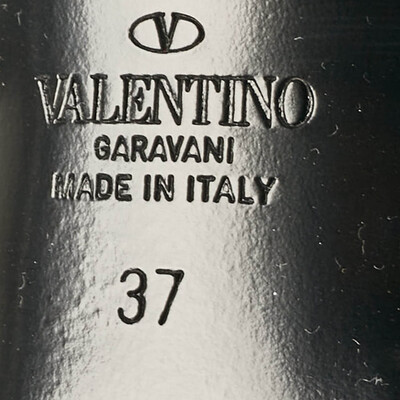 V
VALENTINO
GARAVANI
MADE IN ITALY
37